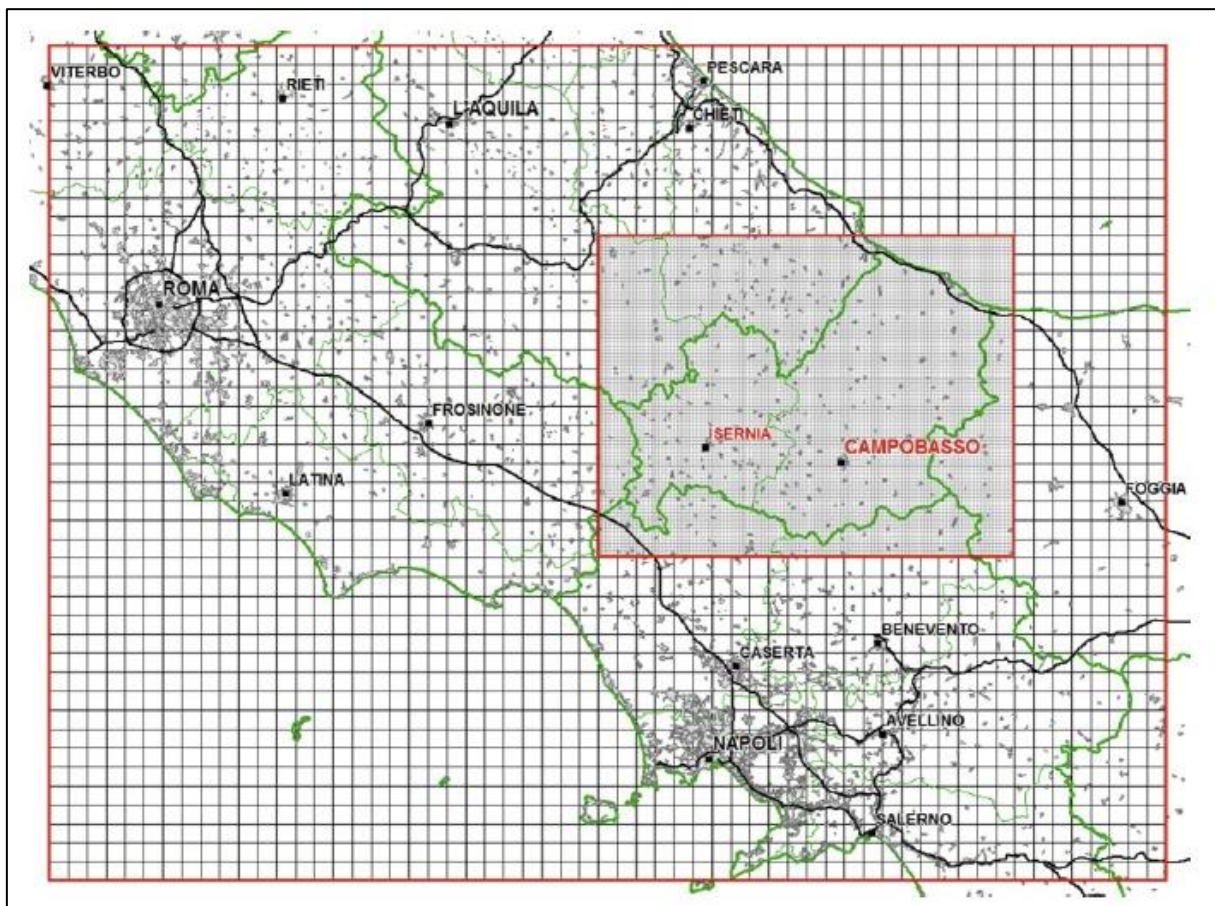 VITERBO
RIETI
L'AQUILA
PESCARA
CHIETI
ROMA
FROSINONE
LATINA
ISERNIA
CAMPOBASSO
FOGGIA
BENEVENTO
CASERTA
AVELLINO
NAPOLI
SALERNO